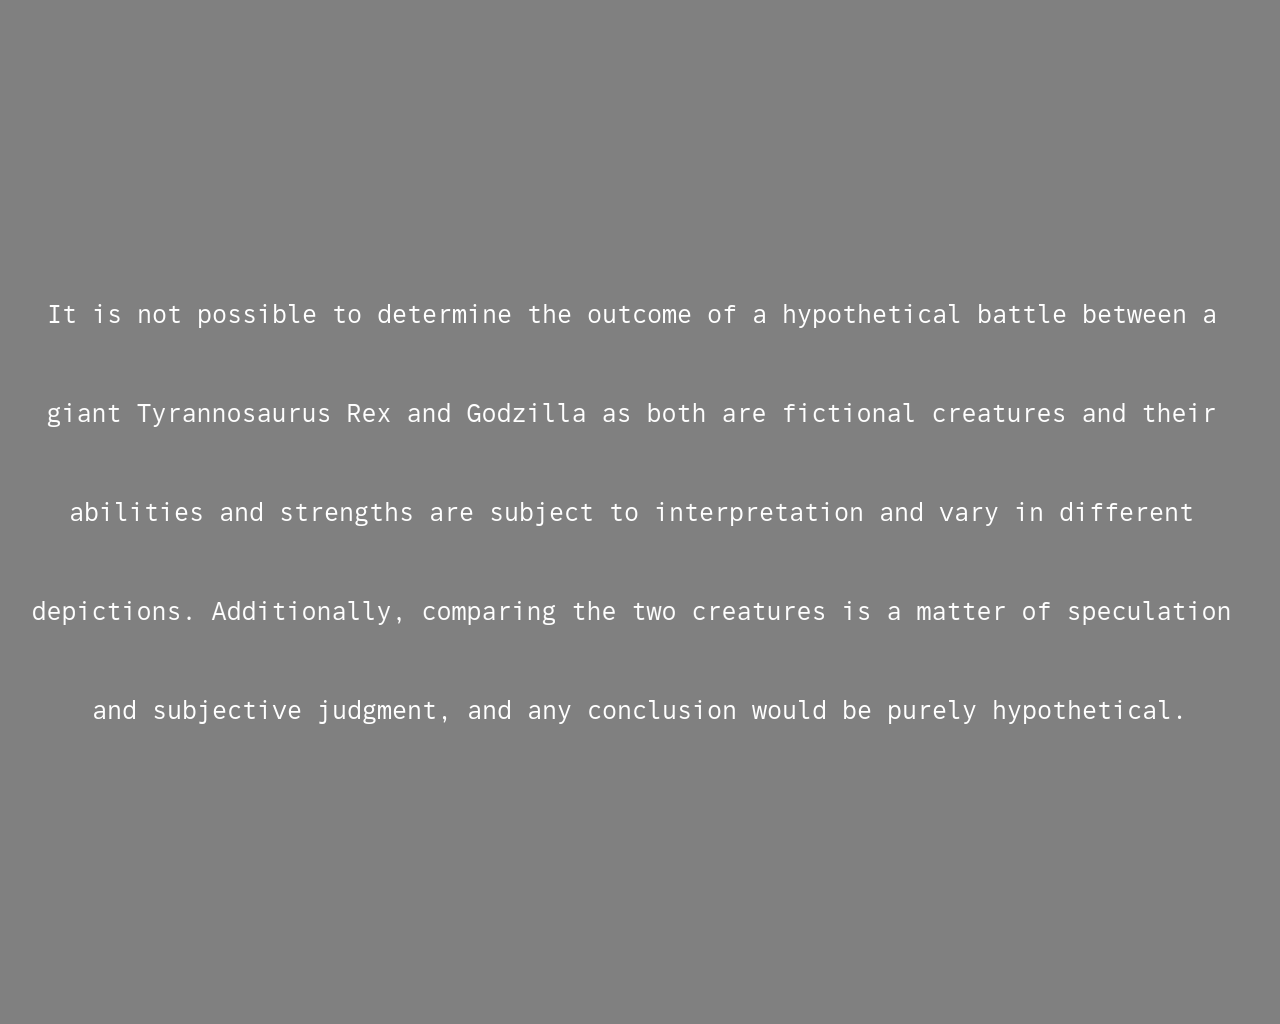 It is not possible to determine the outcome of a hypothetical battle between a
giant Tyrannosaurus Rex and Godzilla as both are fictional creatures and their
abilities and strengths are subject to interpretation and vary in different
depictions. Additionally, comparing the two creatures is a matter of speculation
and subjective judgment, and any conclusion would be purely hypothetical.